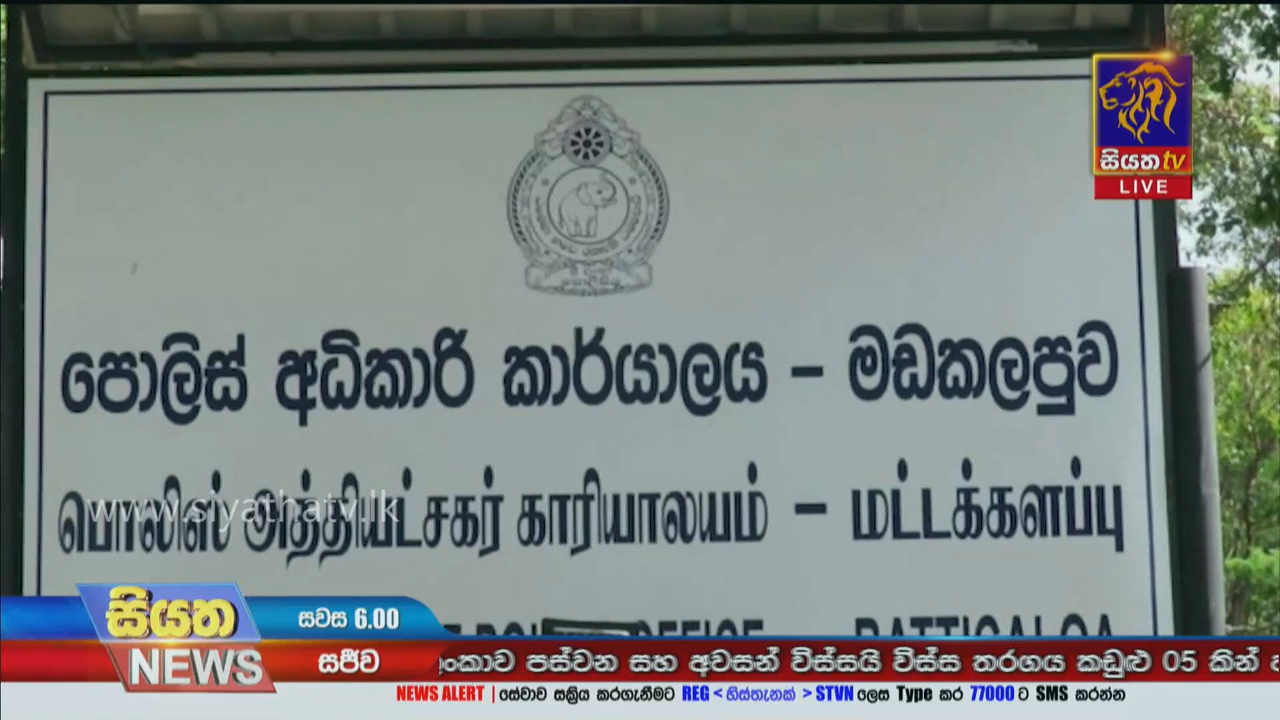 සියත tv
LIVE
පොලිස් අධිකාරී කාර්යාලය – මඩකලපුව
பொலிஸ் அத்தியட்சகர் காரியாலயம் – மட்டக்களப்பு
www.siyathatv.lk
OFFICE BATTICALOA
සියත
NEWS
සවස 6.00
සජීව
පස්වන සහ අවසන් විස්සයි විස්ස තරගය කඩුළු 05 කින්
NEWS ALERT | සේවාව සක්‍රිය කරගැනීමට REG < හිස්තැනක් > STVN ලෙස Type කර 77000 ට SMS කරන්න